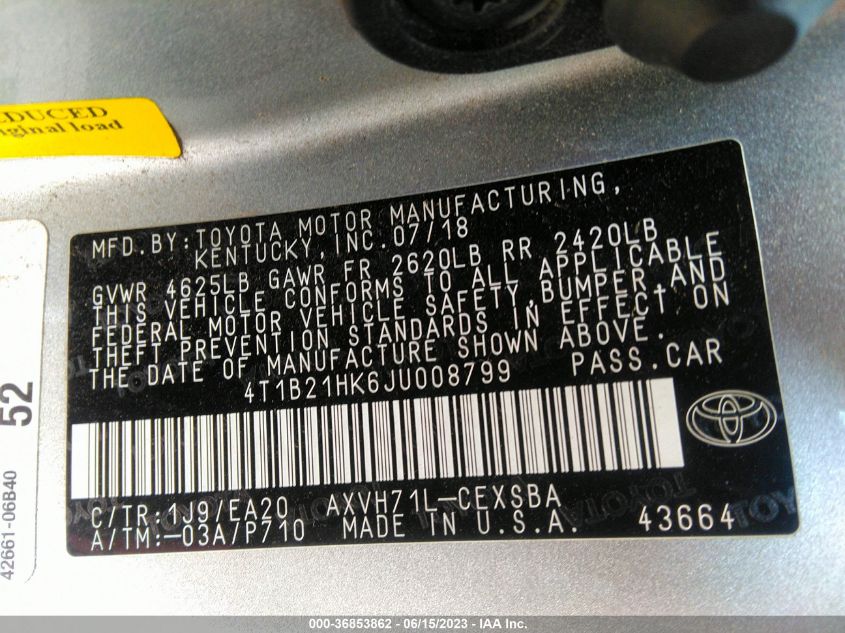 EDUCED
riginal load
MFD.BY:TOYOTA MOTOR MANUFACTURING,
KENTUCKY, INC.07/18
GVWR 4625LB GAWR FR 2620LB RR 2420LB
THIS VEHICLE CONFORMS TO ALL APPLICABLE
FEDERAL MOTOR VEHICLE SAFETY,BUMPER,AND
THEFT PREVENTION STANDARDS IN EFFECT ON
THE DATE OF MANUFACTURE SHOWN ABOVE.
4T1B21HK6JU008799 PASS.CAR
C/TR:1J9/EA20 AXVH71L-CEXSBA
A/TM:-03A/P710 MADE IN U.S.A. 43664
52
42661-06B40
000-36853862 - 06/15/2023 - IAA Inc.